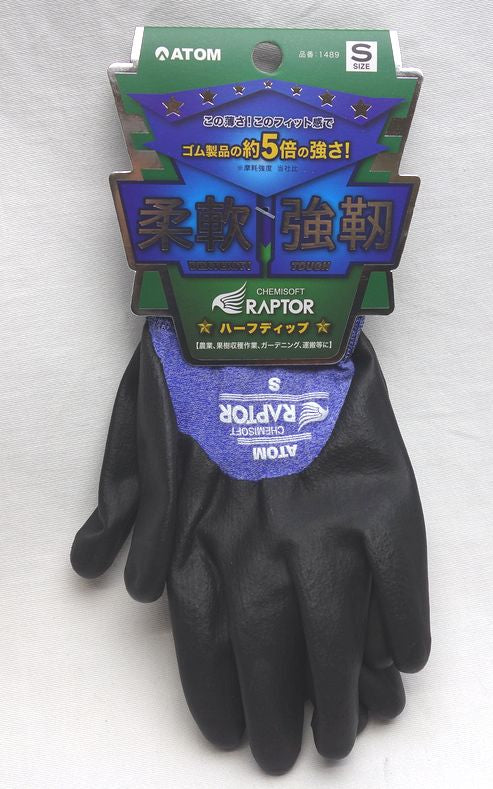 ATOM
品番:1489
S
SIZE
この薄さ!このフィット感で
ゴム製品の約5倍の強さ!
※摩耗強度 当社比
柔軟 強靭
TOUGH
CHEMISOFT
RAPTOR
ハーフディップ
【農業、果樹収穫作業、ガーデニング、運搬等に】
S
RAPTOR
CHEMISOFT
ATOM